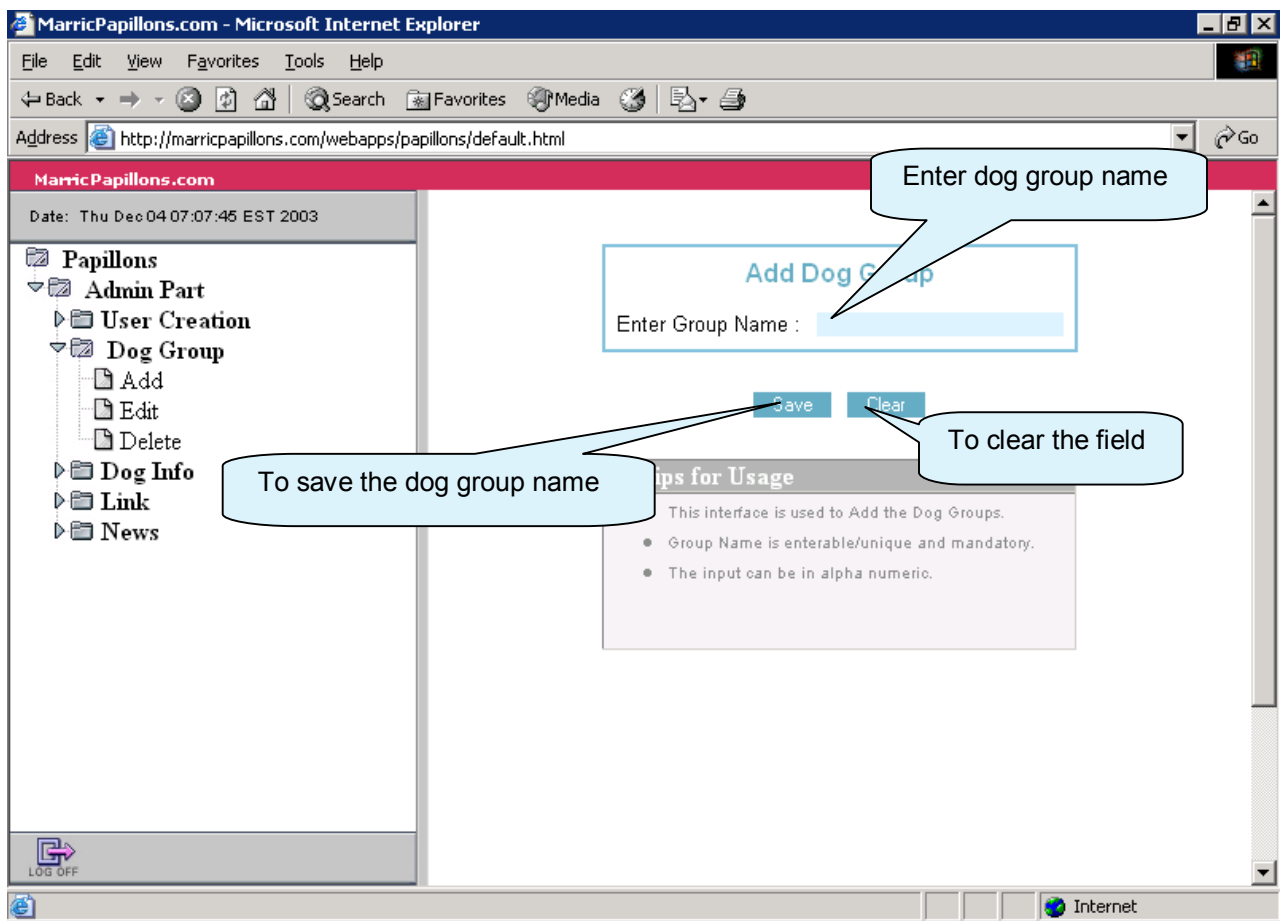 MarricPapillons.com - Microsoft Internet Explorer
File Edit View Favorites Tools Help
Back Search Favorites Media
Address http://marricpapillons.com/webapps/papillons/default.html Go
MarricPapillons.com
Enter dog group name
Date: Thu Dec 04 07:07:45 EST 2003
Papillons
Admin Part
User Creation
Dog Group
Add
Edit
Delete
Dog Info
Link
News
LOG OFF
Add Dog
Enter Group Name :
Save Clear
To save the dog group name
To clear the field
for Usage
This interface is used to Add the Dog Groups.
Group Name is enterable/unique and mandatory.
The input can be in alpha numeric.
Internet